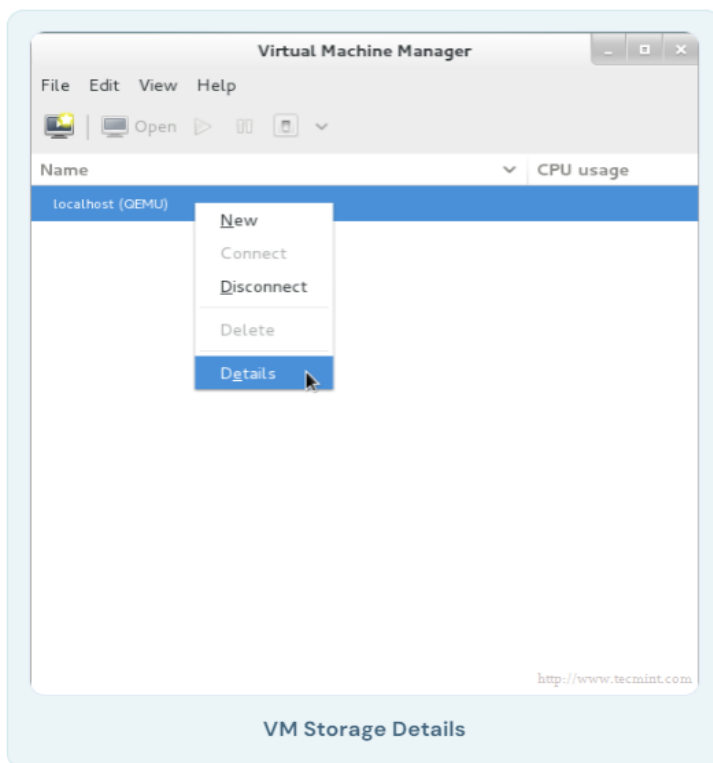 Virtual Machine Manager
File Edit View Help
Open
Name CPU usage
localhost (QEMU)
New
Connect
Disconnect
Delete
Details
http://www.tecmint.com
VM Storage Details